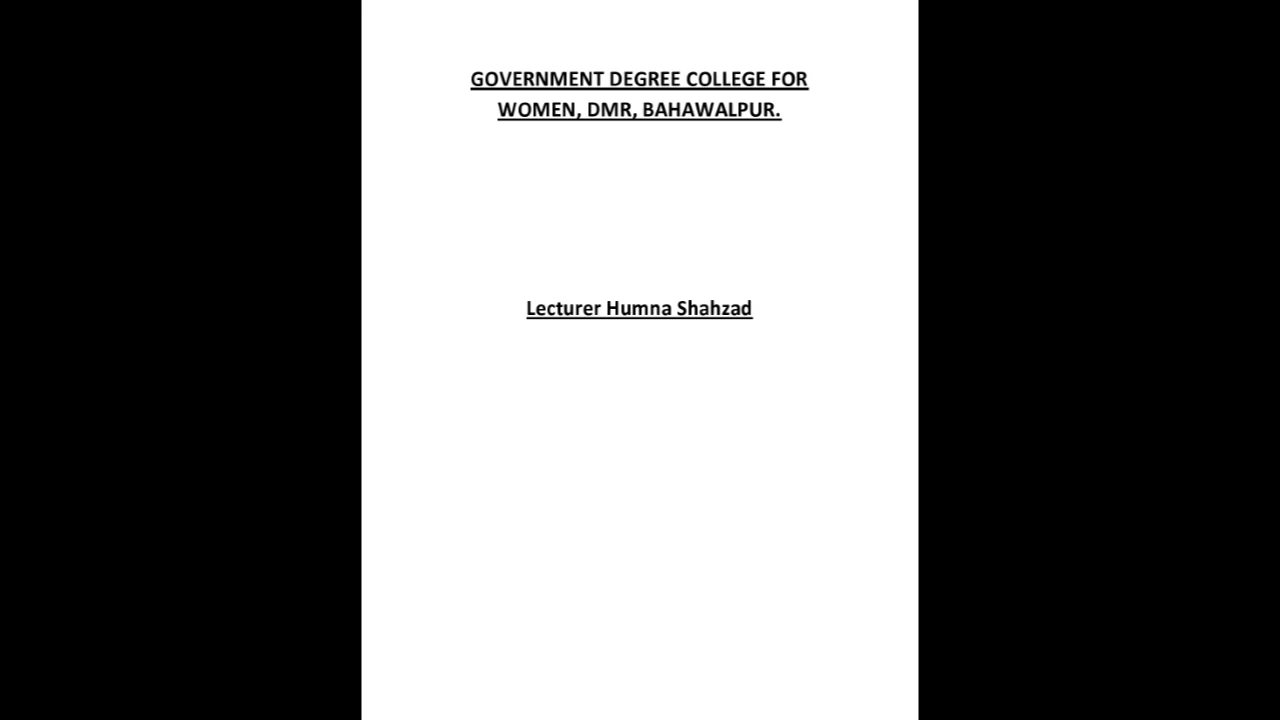 GOVERNMENT DEGREE COLLEGE FOR
WOMEN, DMR, BAHAWALPUR.
Lecturer Humna Shahzad